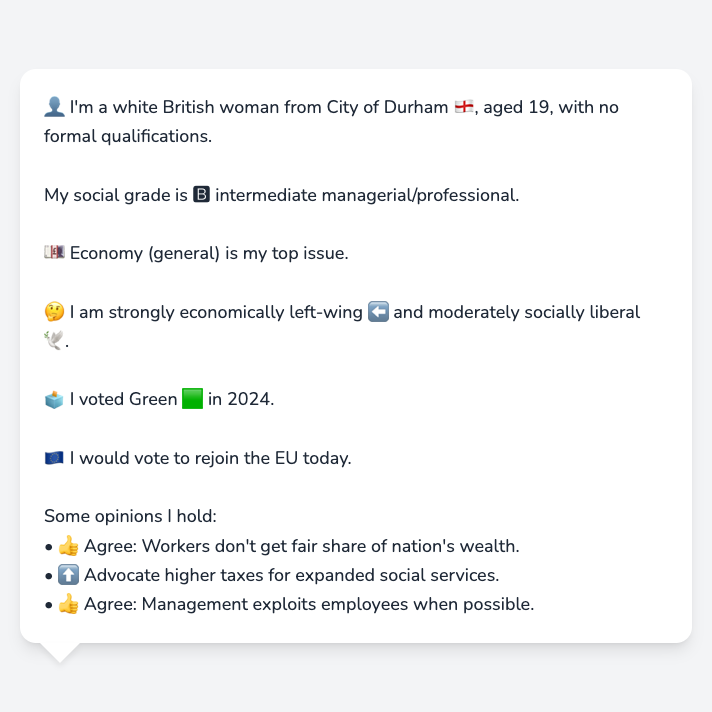 👤 I'm a white British woman from City of Durham 🏴󠁧󠁢󠁥󠁮󠁧󠁿, aged 19, with no
formal qualifications.
My social grade is 🅱 intermediate managerial/professional.
💷 Economy (general) is my top issue.
🤔 I am strongly economically left-wing ⬅️ and moderately socially liberal
🕊️.
🗳️ I voted Green 🟩 in 2024.
🇪🇺 I would vote to rejoin the EU today.
Some opinions I hold:
• 👍 Agree: Workers don't get fair share of nation's wealth.
• ⬆️ Advocate higher taxes for expanded social services.
• 👍 Agree: Management exploits employees when possible.